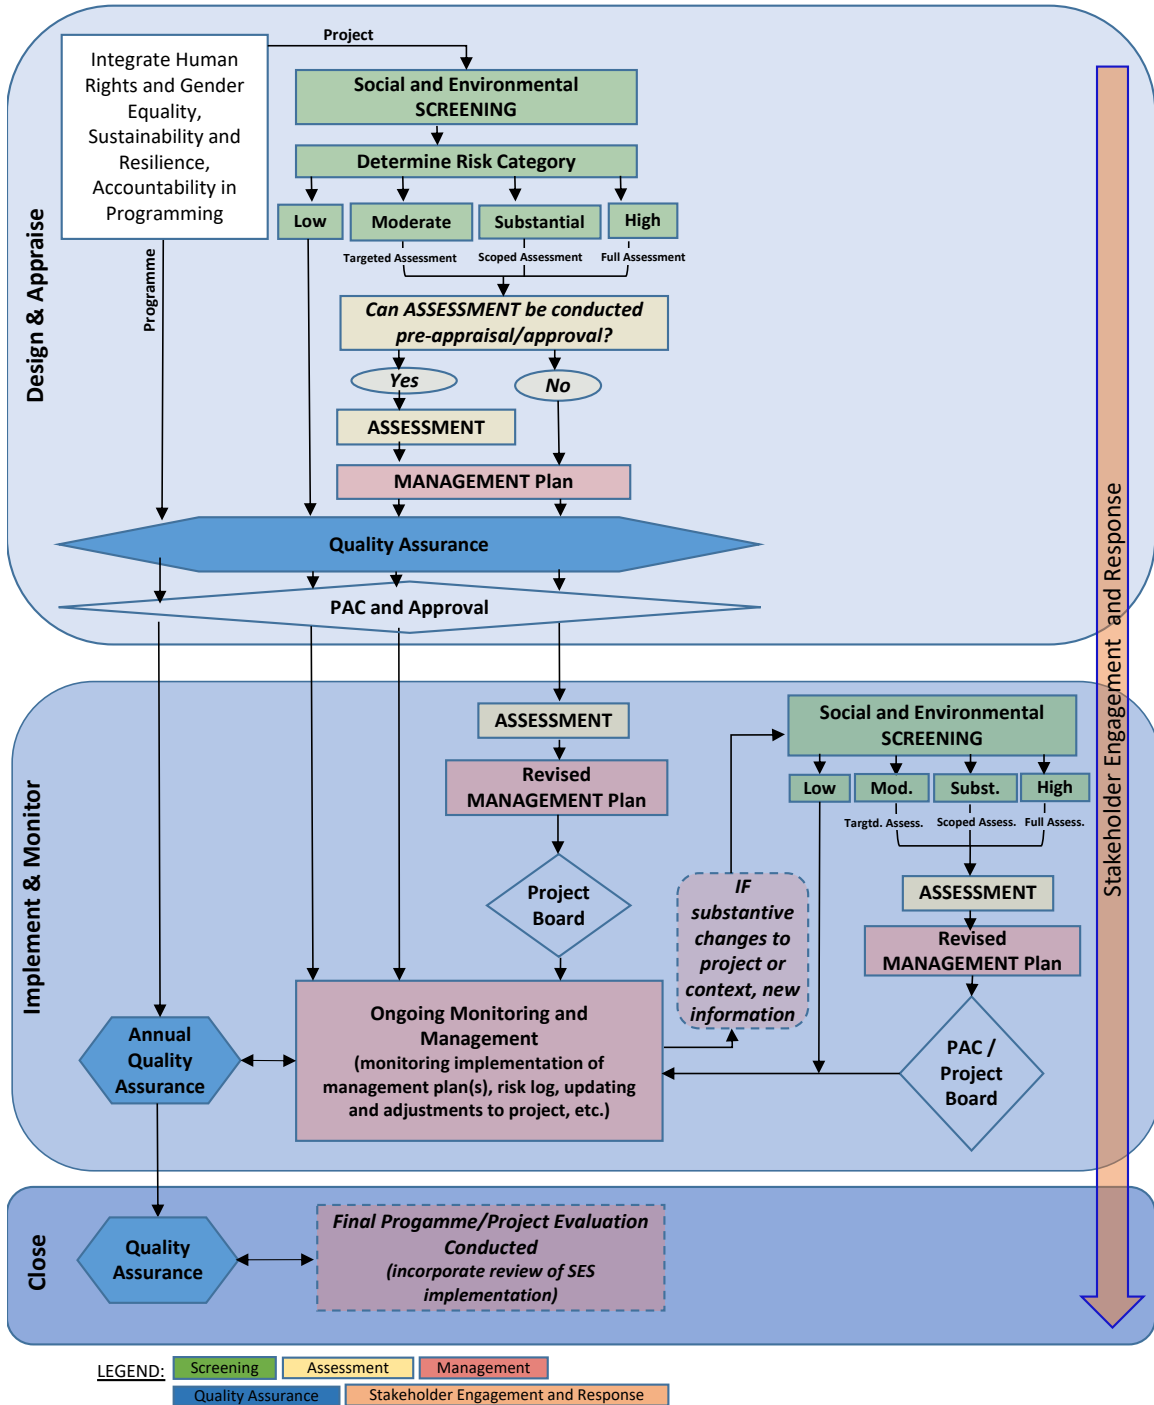 Project
Integrate Human
Rights and Gender
Equality,
Sustainability and
Resilience,
Accountability in
Programming
Social and Environmental
SCREENING
Determine Risk Category
Low
Moderate
Substantial
High
Targeted Assessment
Scoped Assessment
Full Assessment
Programme
Design & Appraise
Can ASSESSMENT be conducted
pre-appraisal/approval?
Yes
No
ASSESSMENT
MANAGEMENT Plan
Quality Assurance
PAC and Approval
Stakeholder Engagement and Response
Implement & Monitor
ASSESSMENT
Revised
MANAGEMENT Plan
Project
Board
Social and Environmental
SCREENING
Low
Mod.
Subst.
High
Targtd. Assess.
Scoped Assess.
Full Assess.
ASSESSMENT
Revised
MANAGEMENT Plan
PAC /
Project
Board
IF
substantive
changes to
project or
context, new
information
Ongoing Monitoring and
Management
(monitoring implementation of
management plan(s), risk log, updating
and adjustments to project, etc.)
Annual
Quality
Assurance
Close
Quality
Assurance
Final Progamme/Project Evaluation
Conducted
(incorporate review of SES
implementation)
LEGEND:
Screening
Assessment
Management
Quality Assurance
Stakeholder Engagement and Response